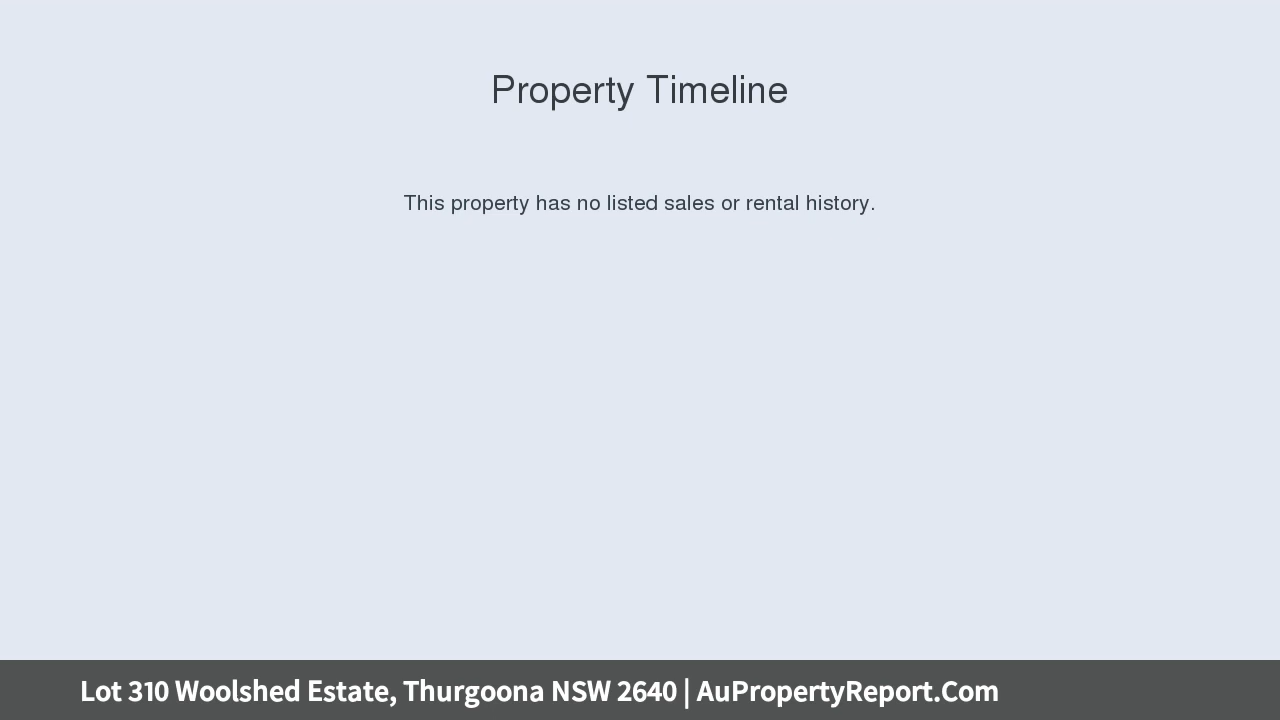 Property Timeline
This property has no listed sales or rental history.
Lot 310 Woolshed Estate, Thurgoona NSW 2640 | AuPropertyReport.Com